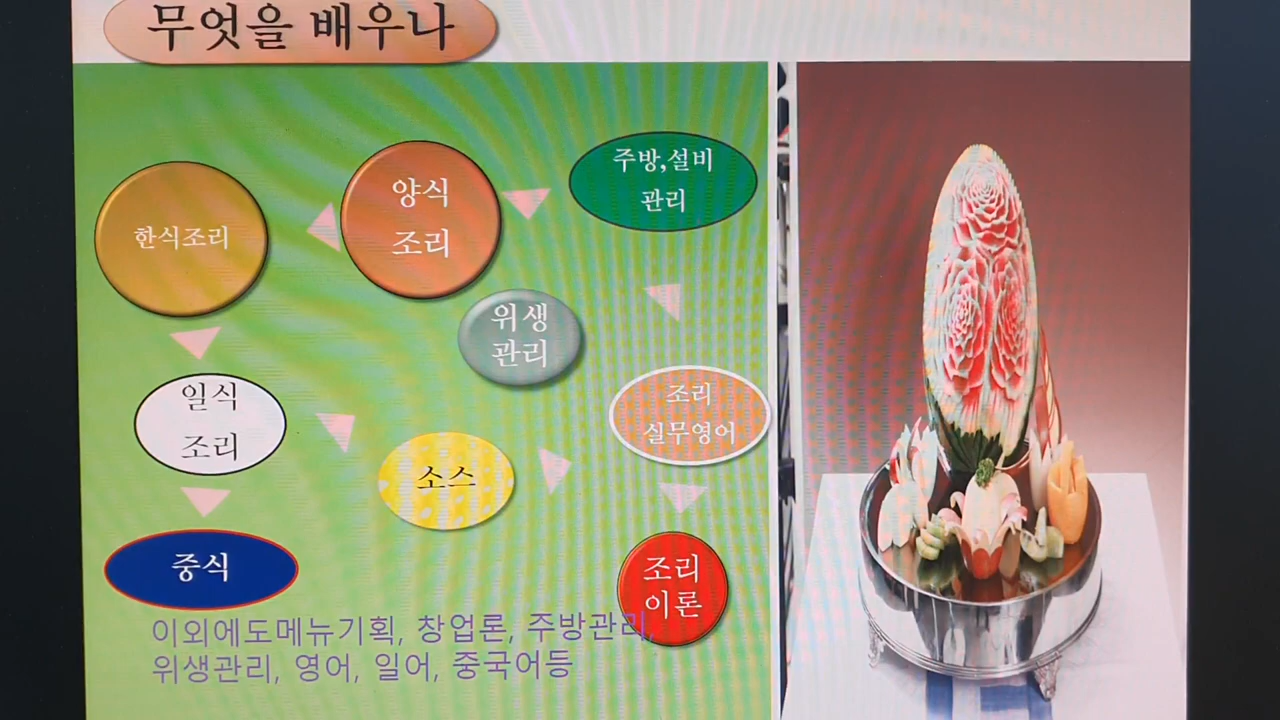 무엇을 배우나
주방,설비
관리
양식
조리
한식조리
위생
관리
일식
조리
조리
실무영어
소스
중식
조리
이론
이외에도메뉴기획, 창업론, 주방관리,
위생관리, 영어, 일어, 중국어등